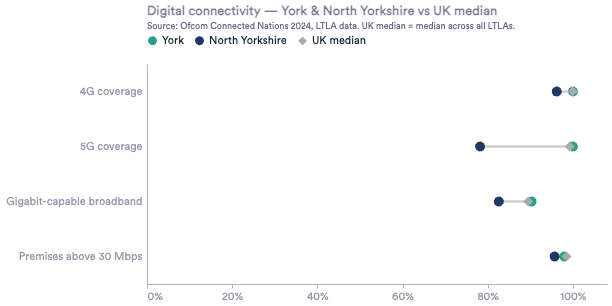 Digital connectivity — York & North Yorkshire vs UK median
Source: Ofcom Connected Nations 2024, LTLA data. UK median = median across all LTLAs.
York North Yorkshire UK median
4G coverage
5G coverage
Gigabit-capable broadband
Premises above 30 Mbps
0% 20% 40% 60% 80% 100%